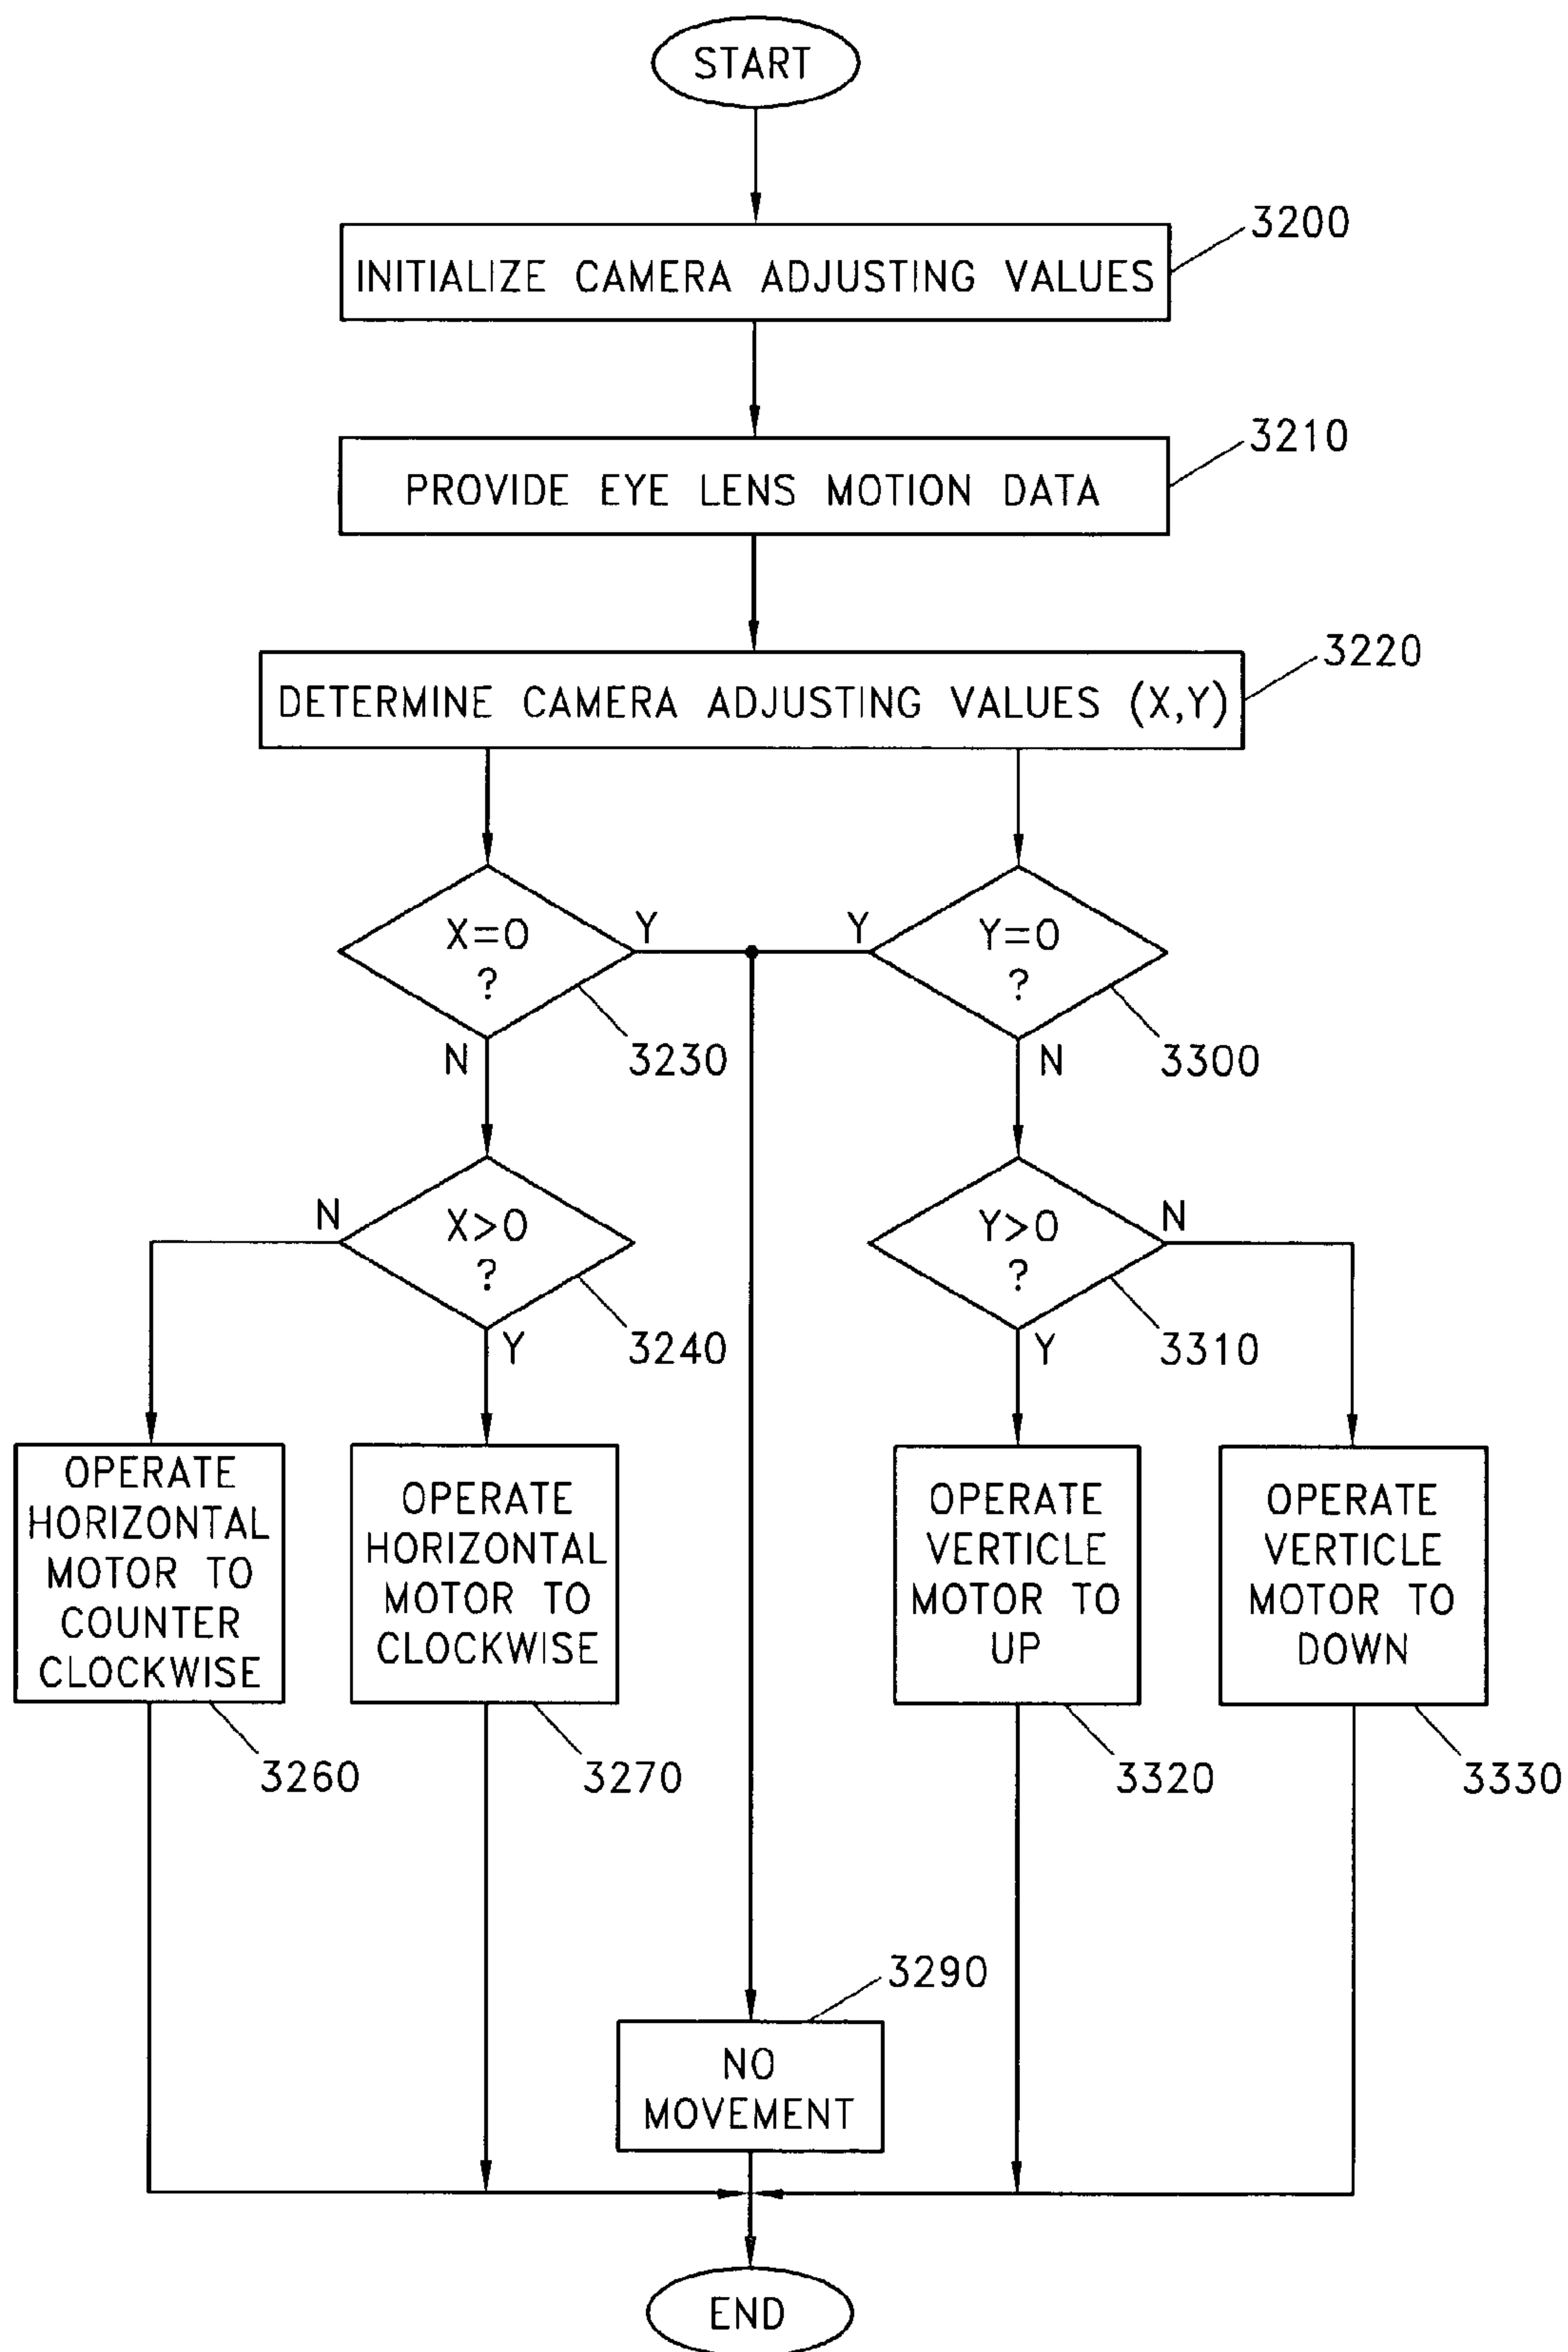 START
3200
INITIALIZE CAMERA ADJUSTING VALUES
3210
PROVIDE EYE LENS MOTION DATA
3220
DETERMINE CAMERA ADJUSTING VALUES (X,Y)
X=0
?
Y
N
3230
Y
Y=0
?
N
3300
X>0
?
N
Y
3240
Y>0
?
N
Y
3310
OPERATE
HORIZONTAL
MOTOR TO
COUNTER
CLOCKWISE
3260
OPERATE
HORIZONTAL
MOTOR TO
CLOCKWISE
3270
OPERATE
VERTICLE
MOTOR TO
UP
3320
OPERATE
VERTICLE
MOTOR TO
DOWN
3330
3290
NO
MOVEMENT
END